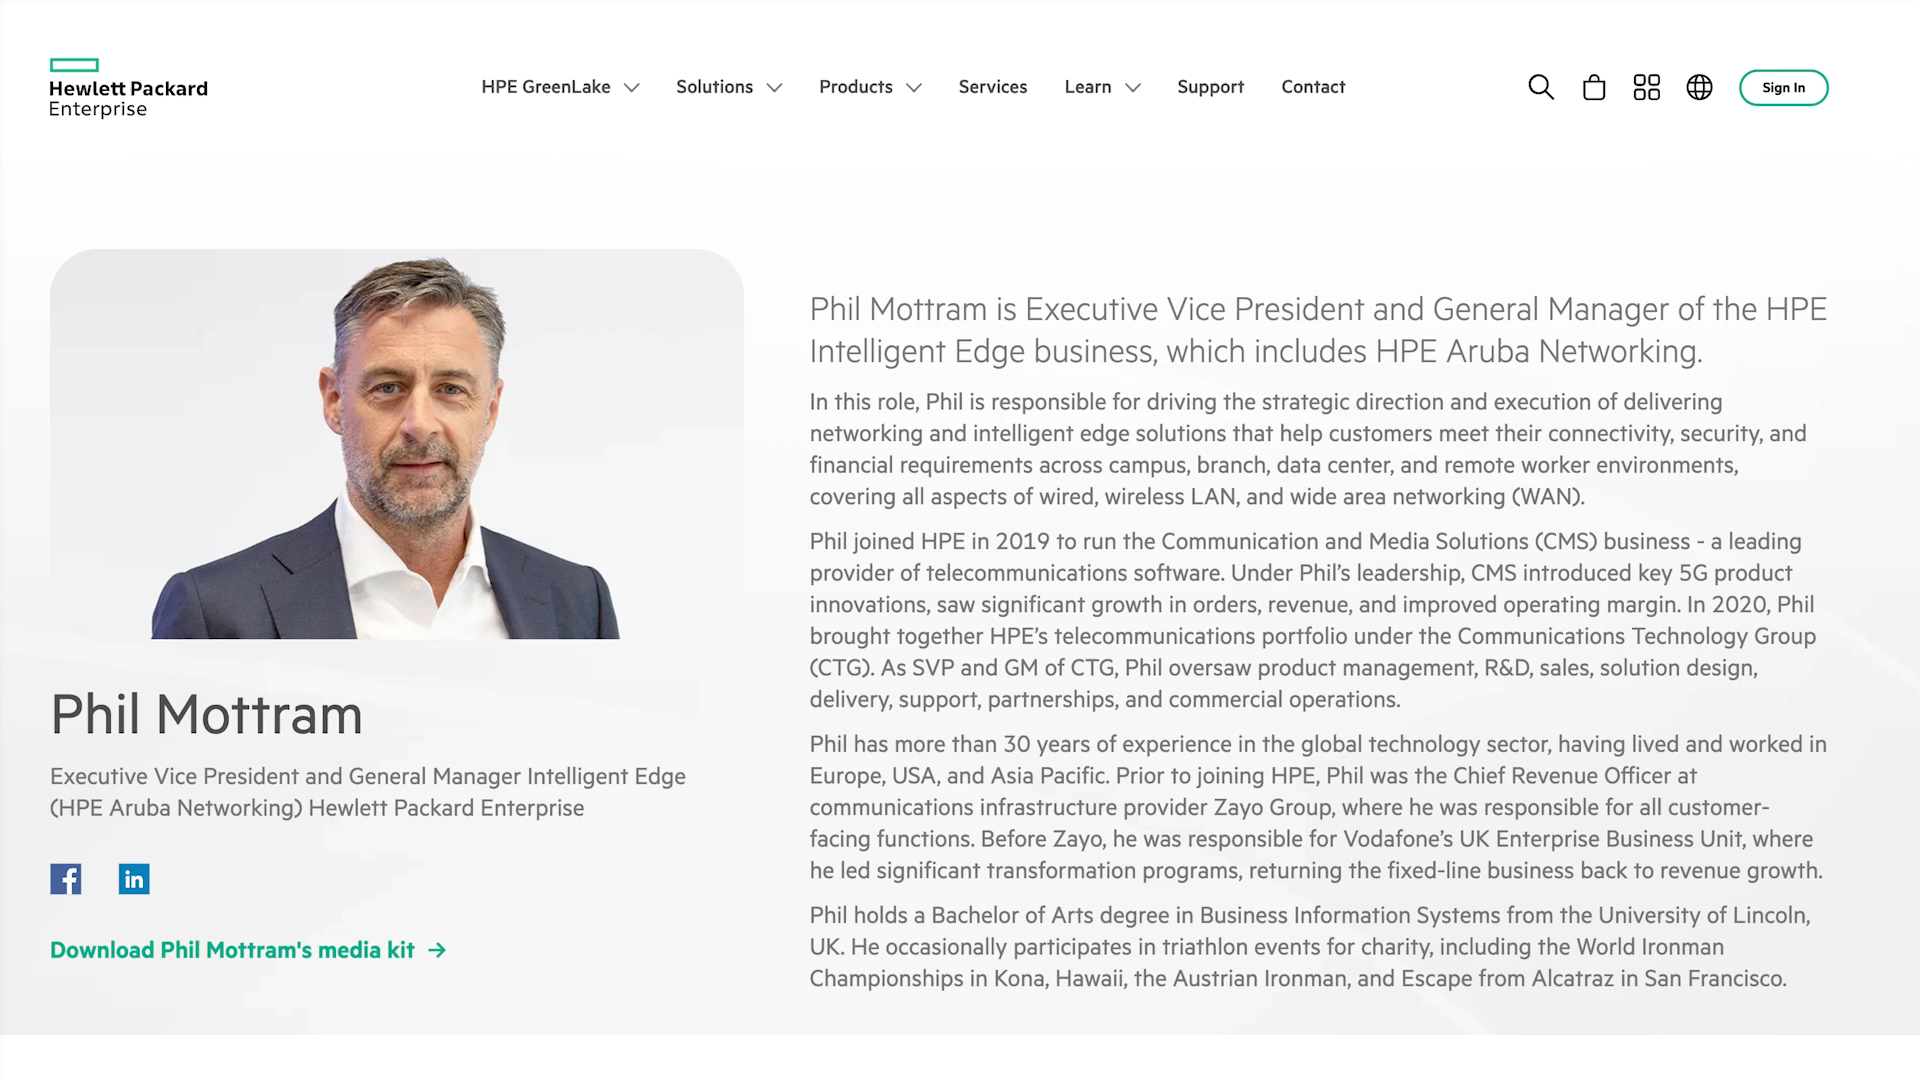 Hewlett Packard
Enterprise
HPE GreenLake
Solutions
Products
Services
Learn
Support
Contact
Sign In
Phil Mottram is Executive Vice President and General Manager of the HPE
Intelligent Edge business, which includes HPE Aruba Networking.
In this role, Phil is responsible for driving the strategic direction and execution of delivering
networking and intelligent edge solutions that help customers meet their connectivity, security, and
financial requirements across campus, branch, data center, and remote worker environments,
covering all aspects of wired, wireless LAN, and wide area networking (WAN).
Phil joined HPE in 2019 to run the Communication and Media Solutions (CMS) business - a leading
provider of telecommunications software. Under Phil’s leadership, CMS introduced key 5G product
innovations, saw significant growth in orders, revenue, and improved operating margin. In 2020, Phil
brought together HPE’s telecommunications portfolio under the Communications Technology Group
(CTG). As SVP and GM of CTG, Phil oversaw product management, R&D, sales, solution design,
delivery, support, partnerships, and commercial operations.
Phil has more than 30 years of experience in the global technology sector, having lived and worked in
Europe, USA, and Asia Pacific. Prior to joining HPE, Phil was the Chief Revenue Officer at
communications infrastructure provider Zayo Group, where he was responsible for all customer-
facing functions. Before Zayo, he was responsible for Vodafone’s UK Enterprise Business Unit, where
he led significant transformation programs, returning the fixed-line business back to revenue growth.
Phil holds a Bachelor of Arts degree in Business Information Systems from the University of Lincoln,
UK. He occasionally participates in triathlon events for charity, including the World Ironman
Championships in Kona, Hawaii, the Austrian Ironman, and Escape from Alcatraz in San Francisco.
Phil Mottram
Executive Vice President and General Manager Intelligent Edge
(HPE Aruba Networking) Hewlett Packard Enterprise
f
in
Download Phil Mottram's media kit →